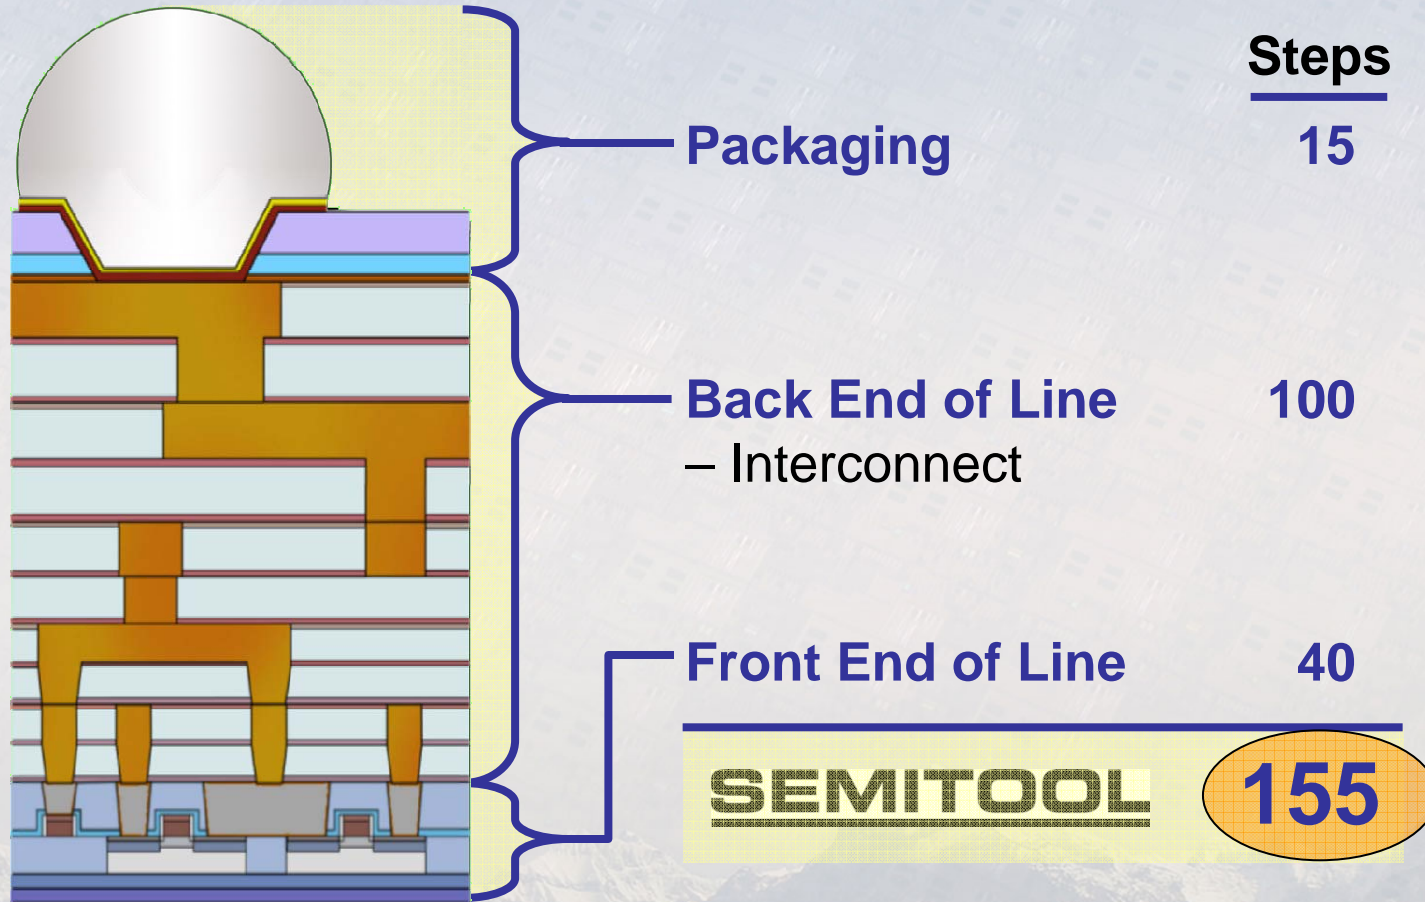 Steps
Packaging 15
Back End of Line 100
– Interconnect
Front End of Line 40
SEMITOOL 155